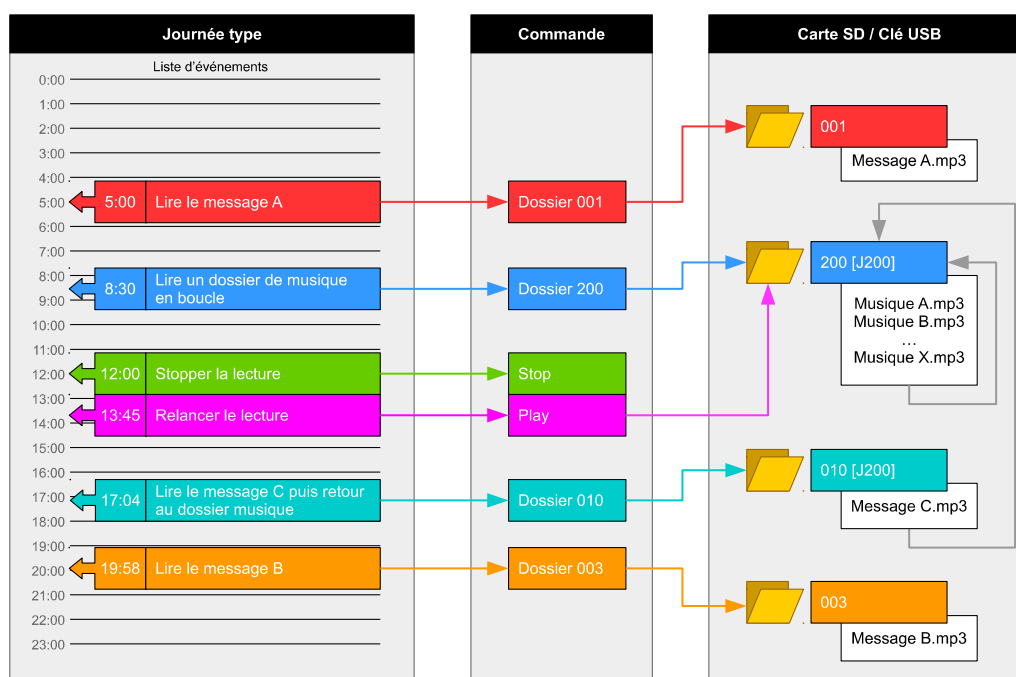 Journée type
Liste d'événements
0:00
1:00
2:00
3:00
4:00
5:00
6:00
7:00
8:00
9:00
10:00
11:00
12:00
13:00
14:00
15:00
16:00
17:00
18:00
19:00
20:00
21:00
22:00
23:00
5:00 Lire le message A
8:30 Lire un dossier de musique
en boucle
12:00 Stopper la lecture
13:45 Relancer le lecture
17:04 Lire le message C puis retour
au dossier musique
19:58 Lire le message B
Commande
Dossier 001
Dossier 200
Stop
Play
Dossier 010
Dossier 003
Carte SD / Clé USB
001
Message A.mp3
200 [J200]
Musique A.mp3
Musique B.mp3
...
Musique X.mp3
010 [J200]
Message C.mp3
003
Message B.mp3